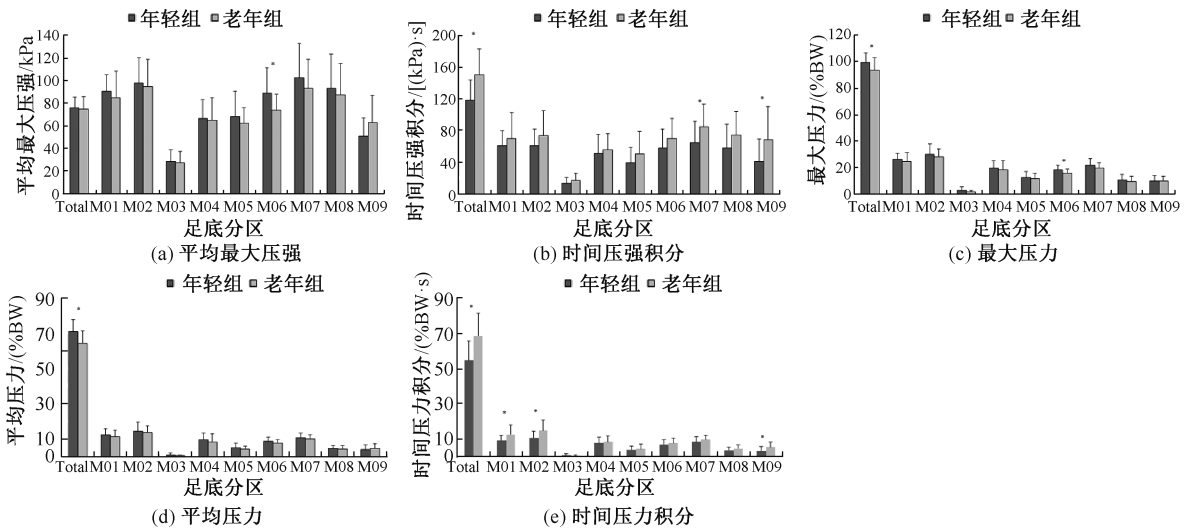 年轻组 老年组
平均最大压强/kPa
140
120
100
80
60
40
20
0
Total M01 M02 M03 M04 M05 M06 M07 M08 M09
*
足底分区
(a) 平均最大压强
年轻组 老年组
时间压强积分/[(kPa)·s]
200
160
120
80
40
0
Total M01 M02 M03 M04 M05 M06 M07 M08 M09
* * *
足底分区
(b) 时间压强积分
年轻组 老年组
最大压力/(%BW)
120
100
80
60
40
20
0
Total M01 M02 M03 M04 M05 M06 M07 M08 M09
* *
足底分区
(c) 最大压力
年轻组 老年组
平均压力/(%BW)
90
70
50
30
10
0
Total M01 M02 M03 M04 M05 M06 M07 M08 M09
*
足底分区
(d) 平均压力
年轻组 老年组
时间压力积分/(%BW·s)
90
70
50
30
10
0
Total M01 M02 M03 M04 M05 M06 M07 M08 M09
* * * *
足底分区
(e) 时间压力积分